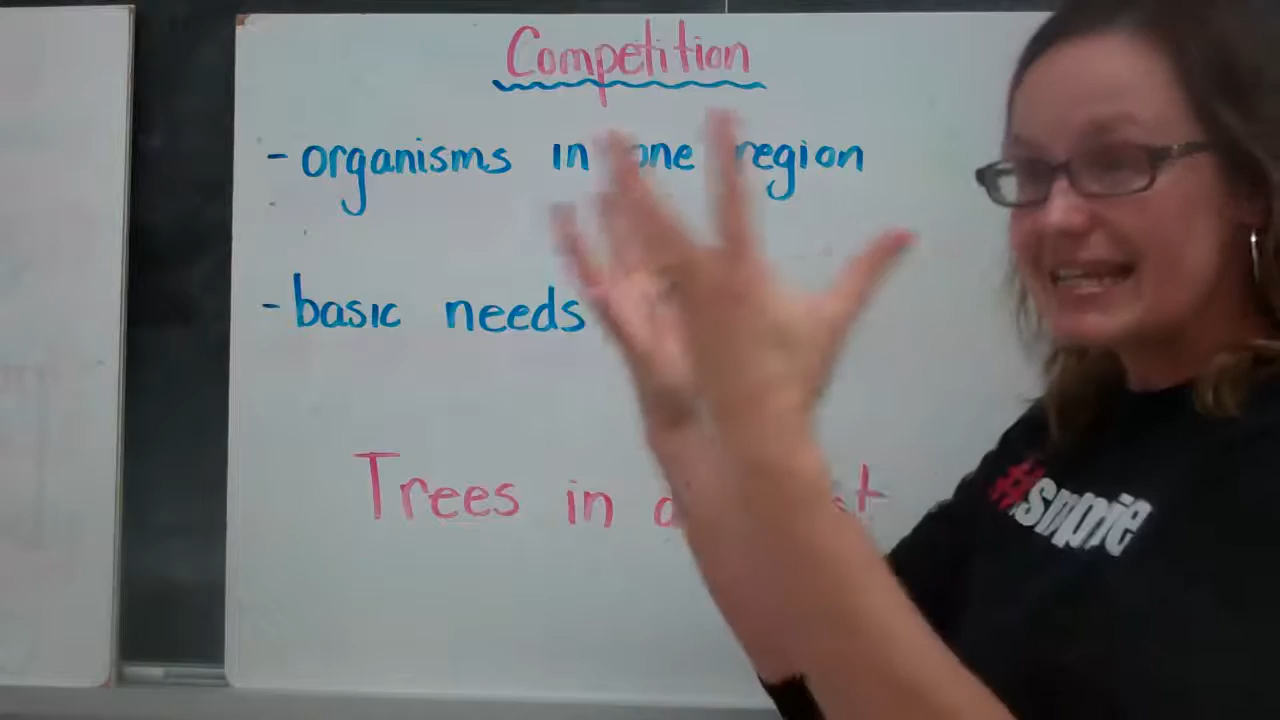 Competition
- organisms in one region
- basic needs
Trees in a